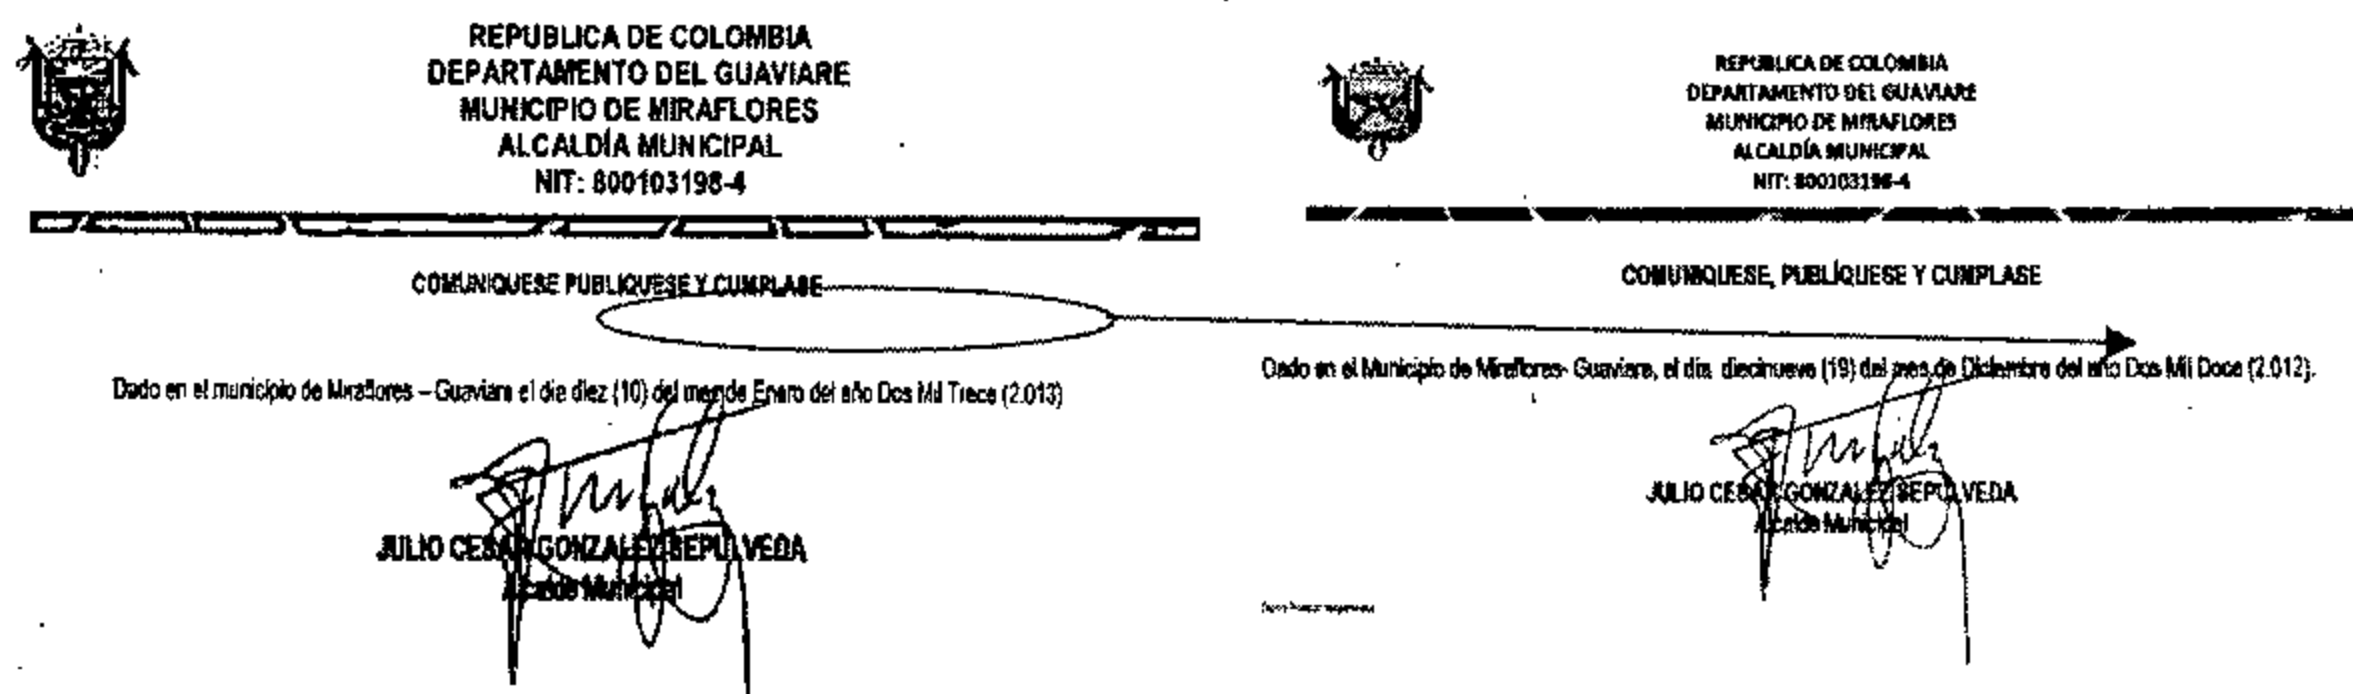 REPUBLICA DE COLOMBIA
DEPARTAMENTO DEL GUAVIARE
MUNICIPIO DE MIRAFLORES
ALCALDÍA MUNICIPAL
NIT: 800103198-4
COMUNIQUESE PUBLIQUESE Y CUMPLASE
Dado en el municipio de Miraflores – Guaviare el día diez (10) del mes de Enero del año Dos Mil Trece (2.013)
JULIO CESAR GONZALEZ SEPULVEDA
Alcalde Municipal
REPUBLICA DE COLOMBIA
DEPARTAMENTO DEL GUAVIARE
MUNICIPIO DE MIRAFLORES
ALCALDÍA MUNICIPAL
NIT: 800103198-4
COMUNIQUESE, PUBLÍQUESE Y CUMPLASE
Dado en el Municipio de Miraflores- Guaviare, el día diecinueve (19) del mes de Diciembre del año Dos Mil Doce (2.012).
JULIO CESAR GONZALEZ SEPULVEDA
Alcalde Municipal